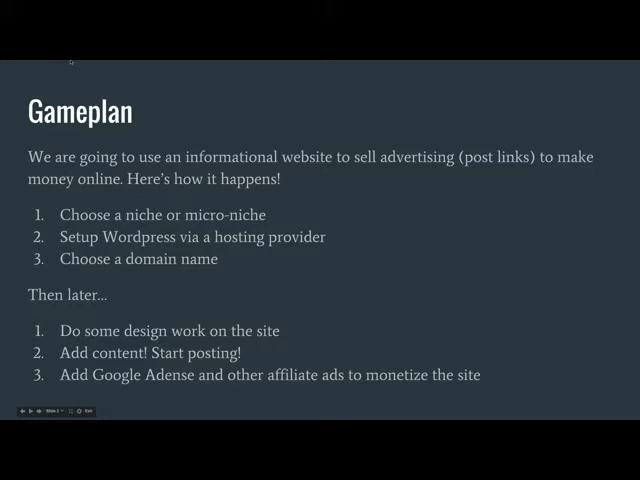 Gameplan
We are going to use an informational website to sell advertising (post links) to make
money online. Here's how it happens!
1. Choose a niche or micro-niche
2. Setup Wordpress via a hosting provider
3. Choose a domain name
Then later...
1. Do some design work on the site
2. Add content! Start posting!
3. Add Google Adense and other affiliate ads to monetize the site
Slide 2 Exit